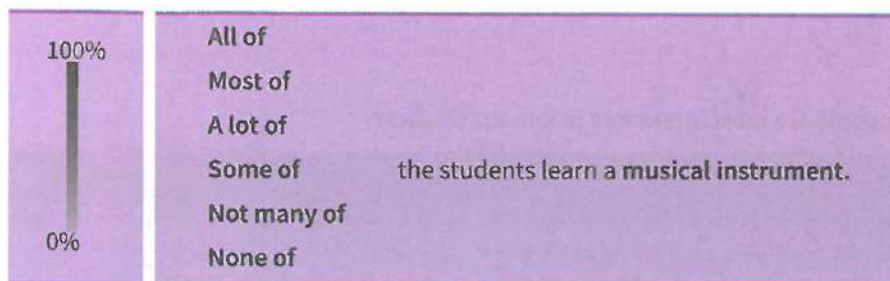 100%
All of
Most of
A lot of
Some of the students learn a musical instrument.
Not many of
0%
None of